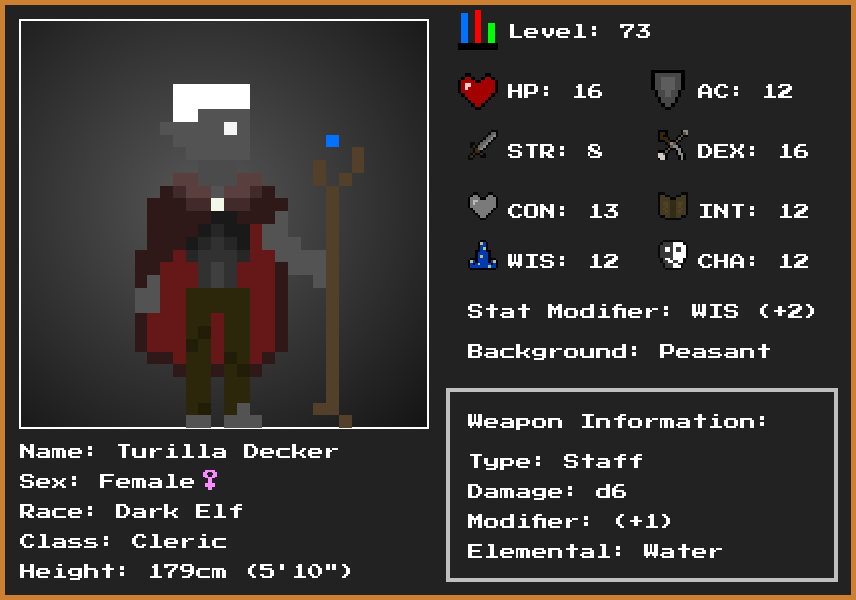 Level: 73
HP: 16 AC: 12
STR: 8 DEX: 16
CON: 13 INT: 12
WIS: 12 CHA: 12
Stat Modifier: WIS (+2)
Background: Peasant
Weapon Information:
Type: Staff
Damage: d6
Modifier: (+1)
Elemental: Water
Name: Turilla Decker
Sex: Female♀
Race: Dark Elf
Class: Cleric
Height: 179cm (5'10")